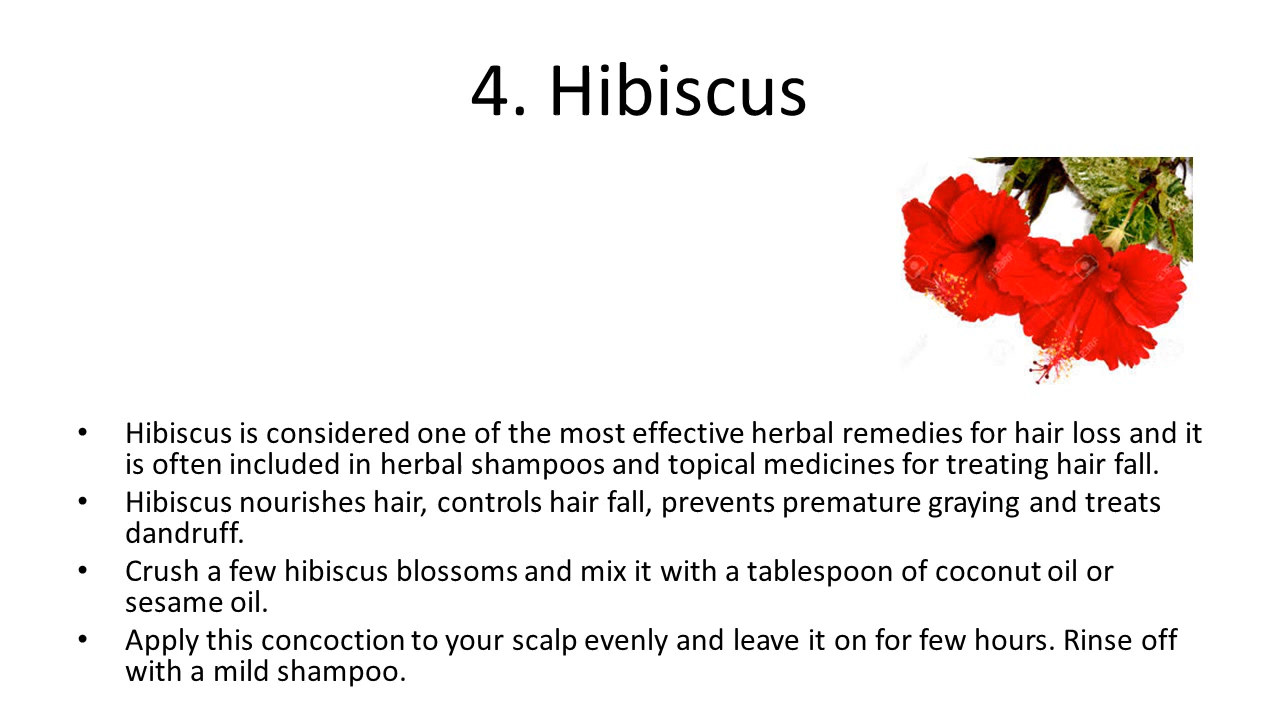 4. Hibiscus
• Hibiscus is considered one of the most effective herbal remedies for hair loss and it
is often included in herbal shampoos and topical medicines for treating hair fall.
• Hibiscus nourishes hair, controls hair fall, prevents premature graying and treats
dandruff.
• Crush a few hibiscus blossoms and mix it with a tablespoon of coconut oil or
sesame oil.
• Apply this concoction to your scalp evenly and leave it on for few hours. Rinse off
with a mild shampoo.